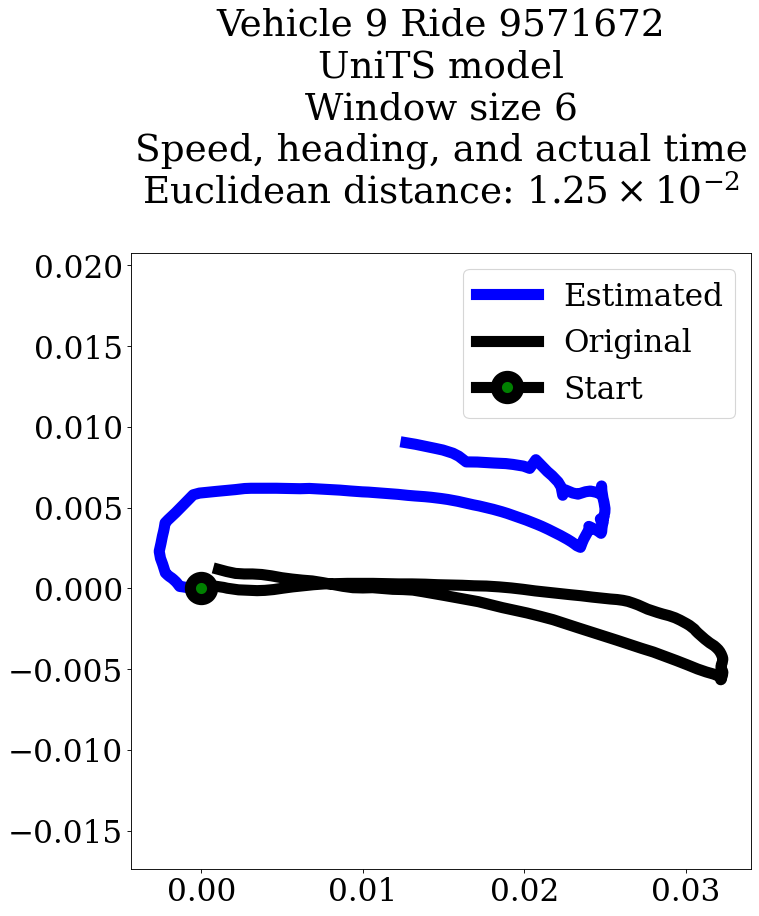 Vehicle 9 Ride 9571672
UniTS model
Window size 6
Speed, heading, and actual time
Euclidean distance: 1.25 × 10⁻²
Estimated
Original
Start
0.020
0.015
0.010
0.005
0.000
−0.005
−0.010
−0.015
0.00 0.01 0.02 0.03